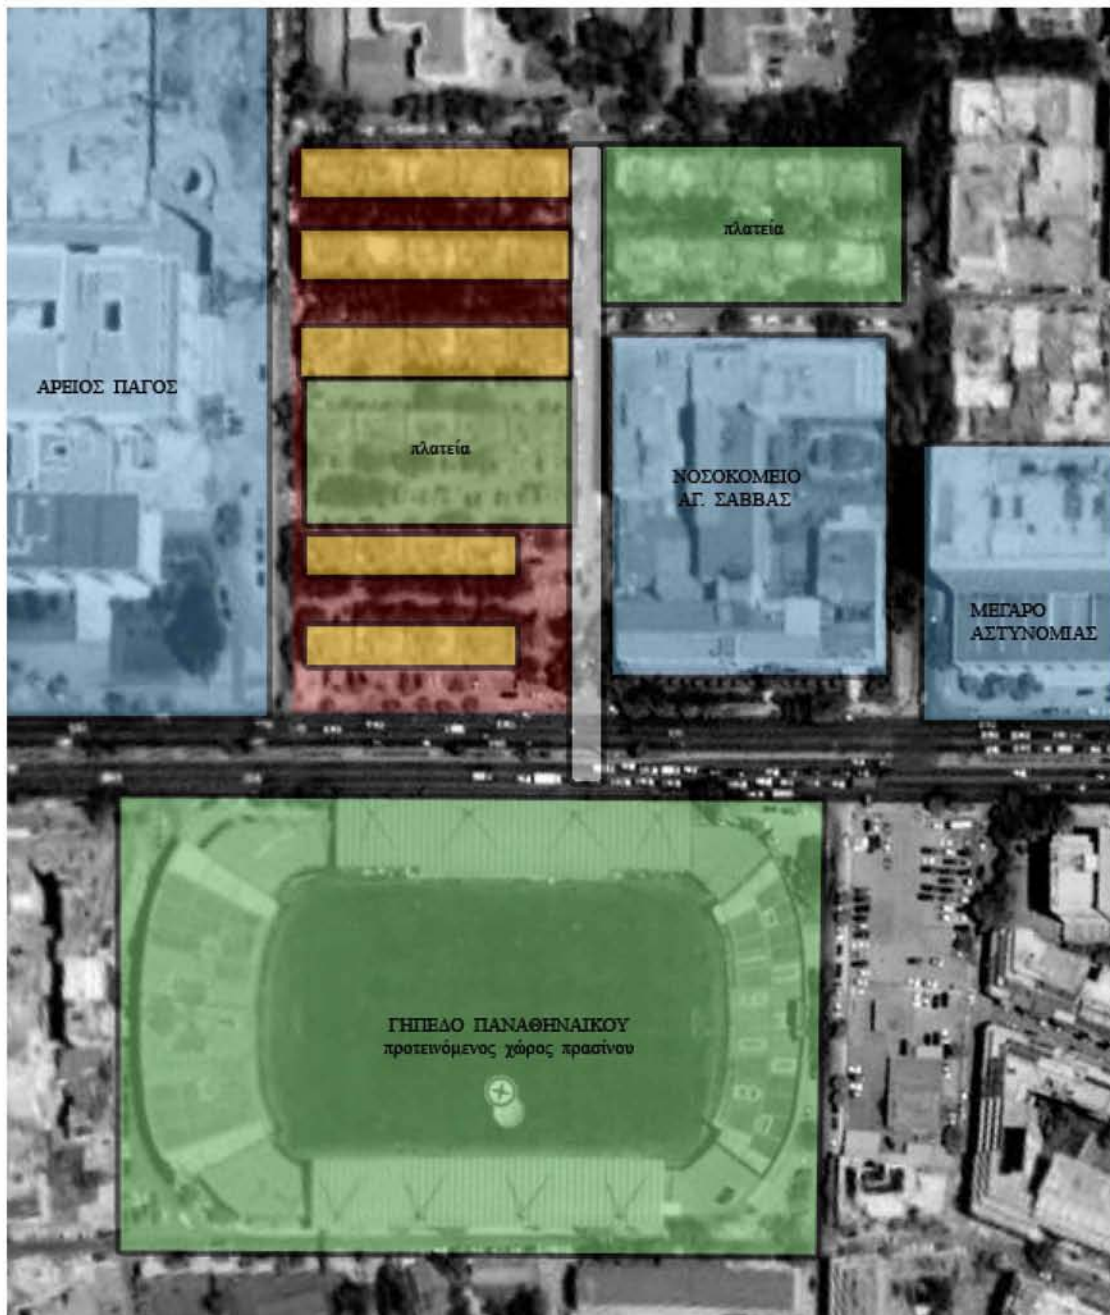 πλατεία
ΑΡΕΙΟΣ ΠΑΓΟΣ
πλατεία
ΝΟΣΟΚΟΜΕΙΟ
ΑΓ. ΣΑΒΒΑΣ
ΜΕΓΑΡΟ
ΑΣΤΥΝΟΜΙΑΣ
ΓΗΠΕΔΟ ΠΑΝΑΘΗΝΑΙΚΟΥ
προτεινόμενος χώρος πρασίνου